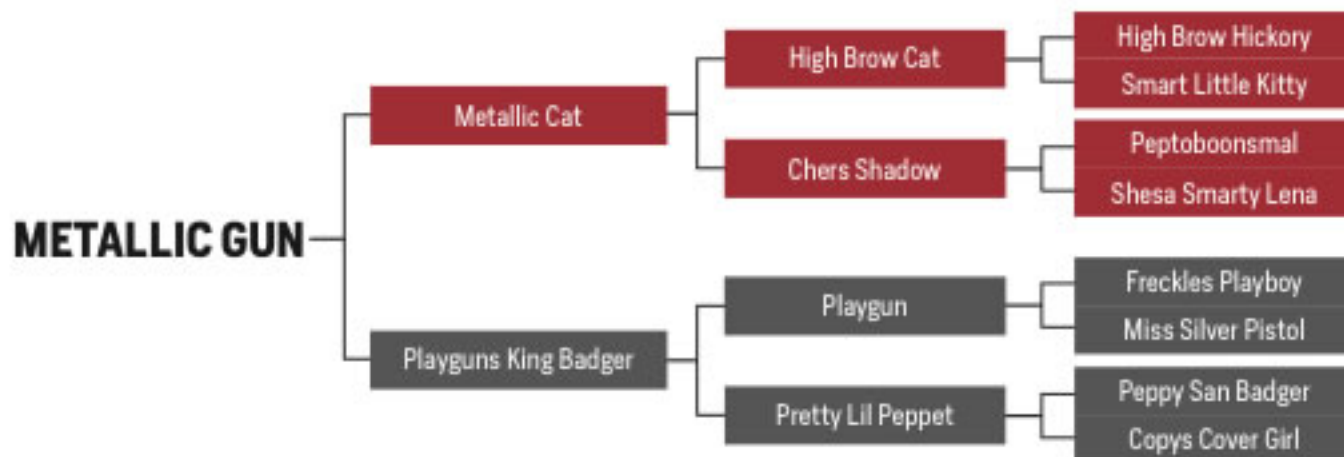 METALLIC GUN
Metallic Cat
High Brow Cat
High Brow Hickory
Smart Little Kitty
Chers Shadow
Peptoboonsmal
Shesa Smarty Lena
Playguns King Badger
Playgun
Freckles Playboy
Miss Silver Pistol
Pretty Lil Peppet
Peppy San Badger
Copys Cover Girl